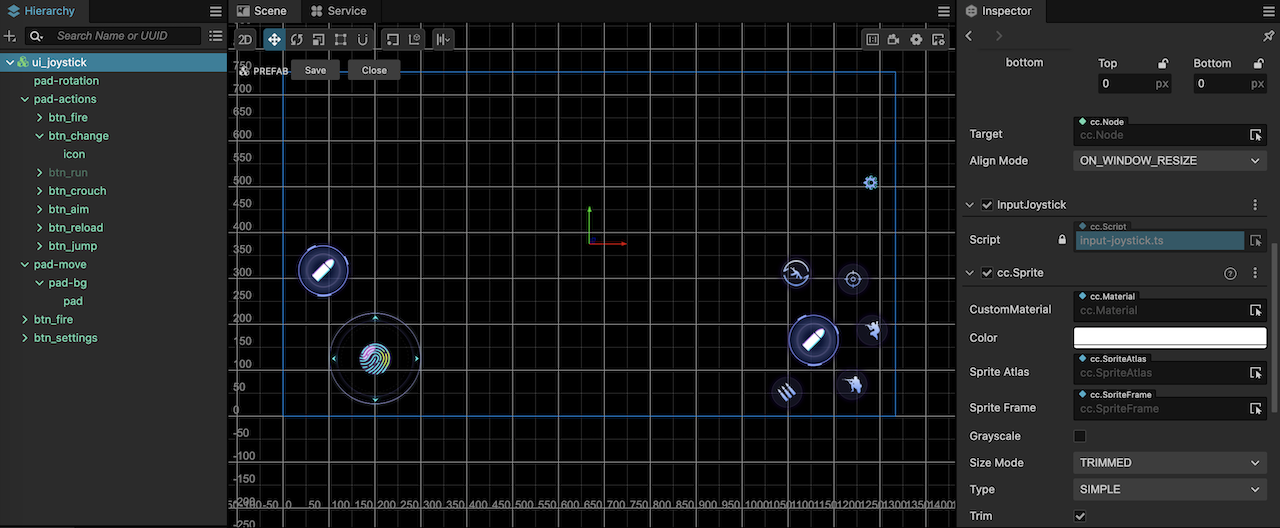 Hierarchy
Search Name or UUID
ui_joystick
pad-rotation
pad-actions
btn_fire
btn_change
icon
btn_run
btn_crouch
btn_aim
btn_reload
btn_jump
pad-move
pad-bg
pad
btn_fire
btn_settings
Scene
Service
2D
PREFAB
Save
Close
750
700
650
600
550
500
450
400
350
300
250
200
150
100
50
0
-50
-100
-150
-200
-250
-50 0 50 100 150 200 250 300 350 400 450 500 550 600 650 700 750 800 850 900 950 1000 1050 1100 1150 1200 1250 1300 1350 1400
Inspector
bottom
Top
Bottom
0 px
0 px
Target
cc.Node
cc.Node
Align Mode
ON_WINDOW_RESIZE
InputJoystick
Script
cc.Script
input-joystick.ts
cc.Sprite
CustomMaterial
cc.Material
cc.Material
Color
Sprite Atlas
cc.SpriteAtlas
cc.SpriteAtlas
Sprite Frame
cc.SpriteFrame
cc.SpriteFrame
Grayscale
Size Mode
TRIMMED
Type
SIMPLE
Trim